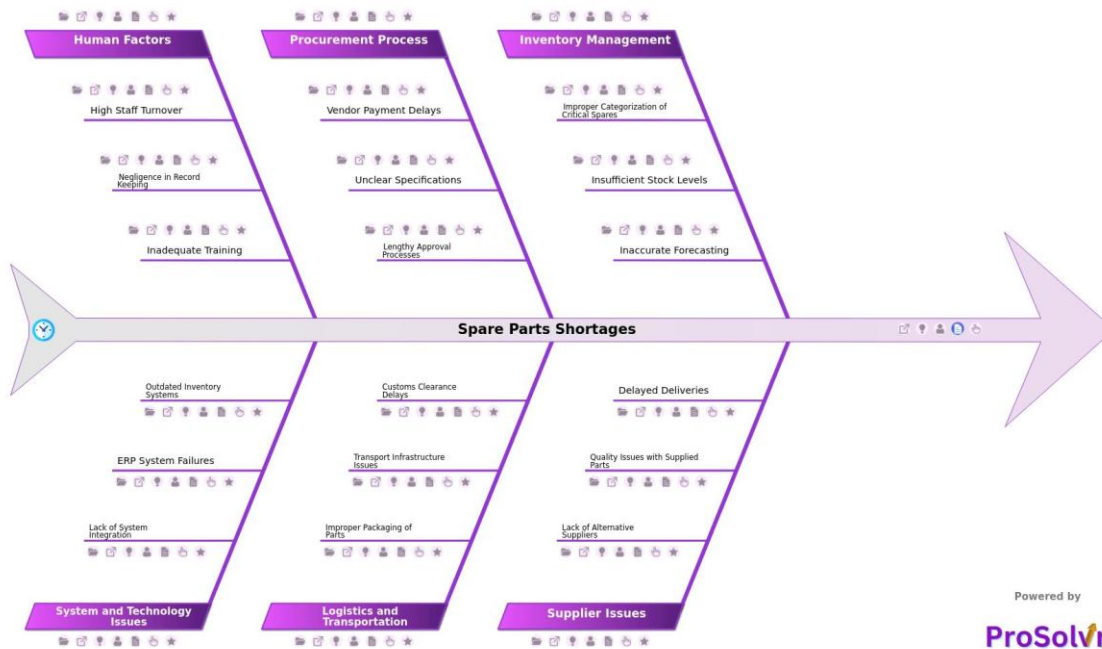 Human Factors
Procurement Process
Inventory Management
High Staff Turnover
Vendor Payment Delays
Improper Categorization of
Critical Spares
Negligence in Record
Keeping
Unclear Specifications
Insufficient Stock Levels
Inadequate Training
Lengthy Approval
Processes
Inaccurate Forecasting
Spare Parts Shortages
Outdated Inventory
Systems
Customs Clearance
Delays
Delayed Deliveries
ERP System Failures
Transport Infrastructure
Issues
Quality Issues with Supplied
Parts
Lack of System
Integration
Improper Packaging of
Parts
Lack of Alternative
Suppliers
System and Technology
Issues
Logistics and
Transportation
Supplier Issues
Powered by
ProSolvr